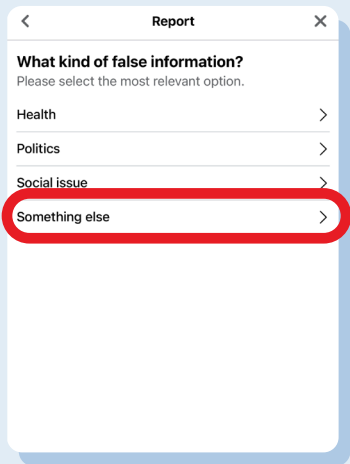 Report
What kind of false information?
Please select the most relevant option.
Health
Politics
Social issue
Something else